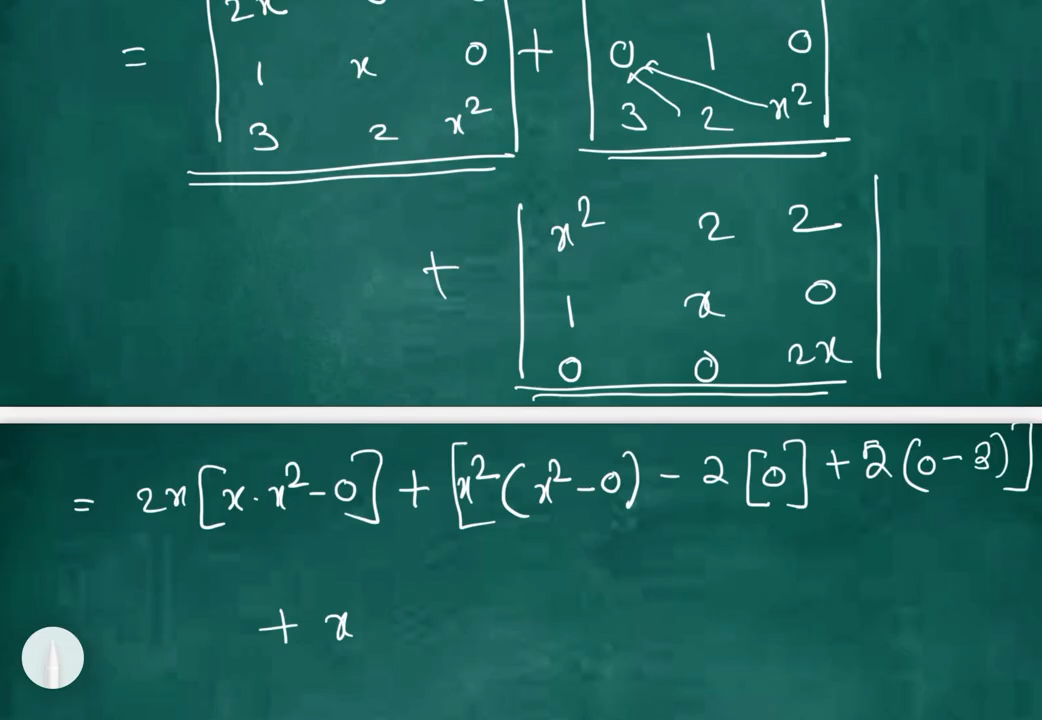 2x
= | 1 x 0 | + | 0 1 0 |
| 3 2 x² | | 3 2 x² |
+ | x² 2 2 |
| 1 x 0 |
| 0 0 2x |
= 2x[x·x²-0] + [x²(x²-0) - 2[0] + 2(0-3)]
+ x